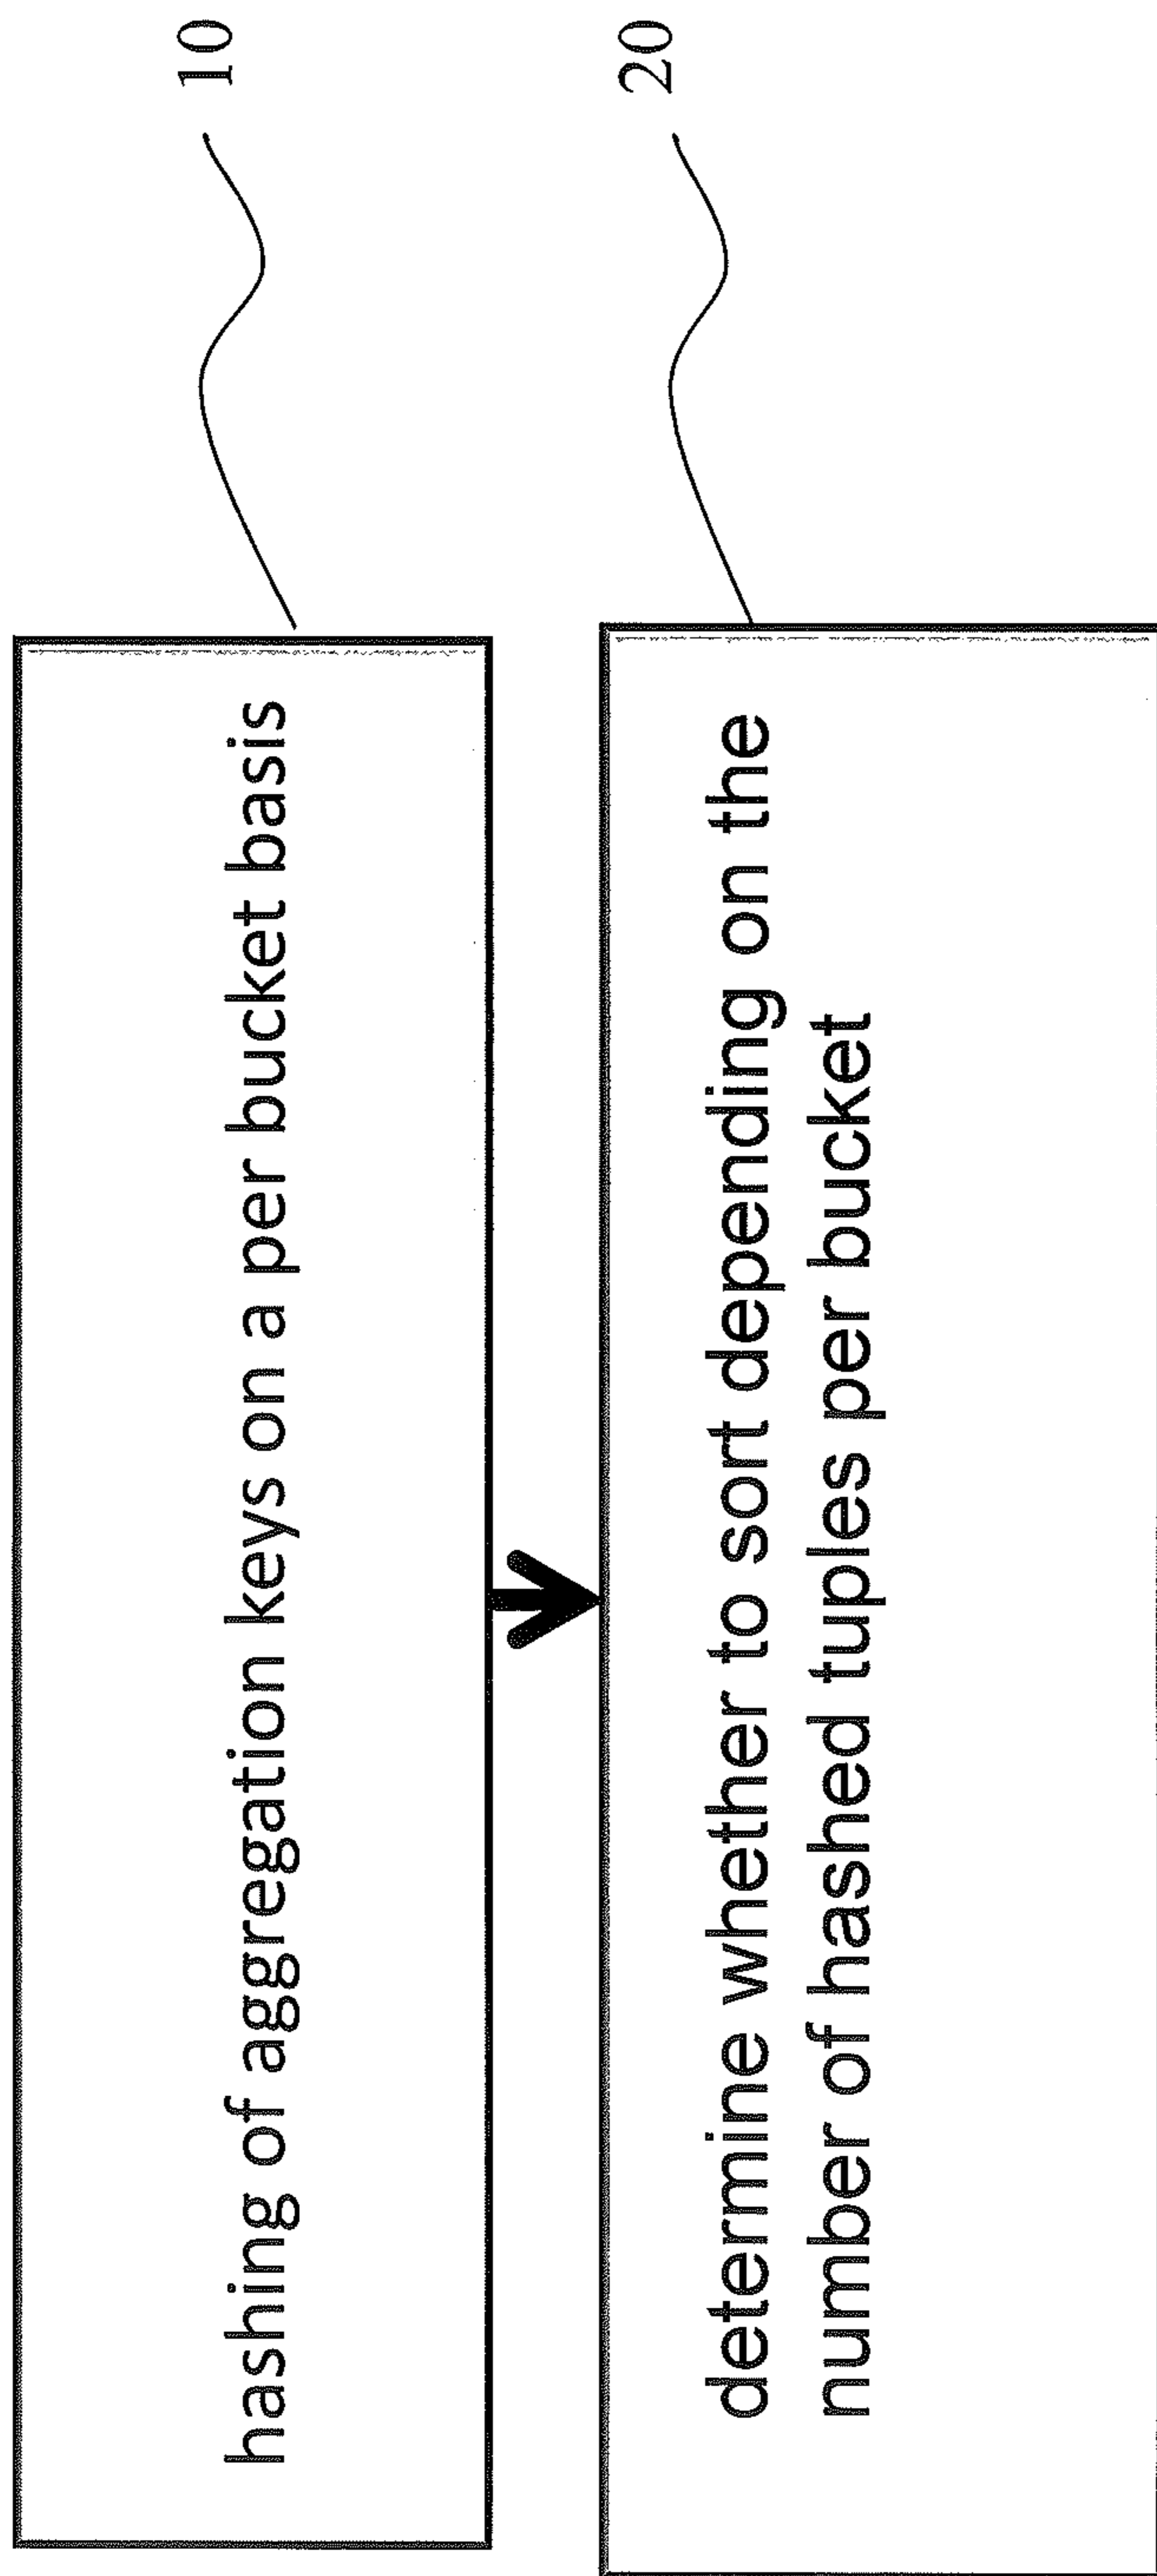 hashing of aggregation keys on a per bucket basis
10
determine whether to sort depending on the
number of hashed tuples per bucket
20